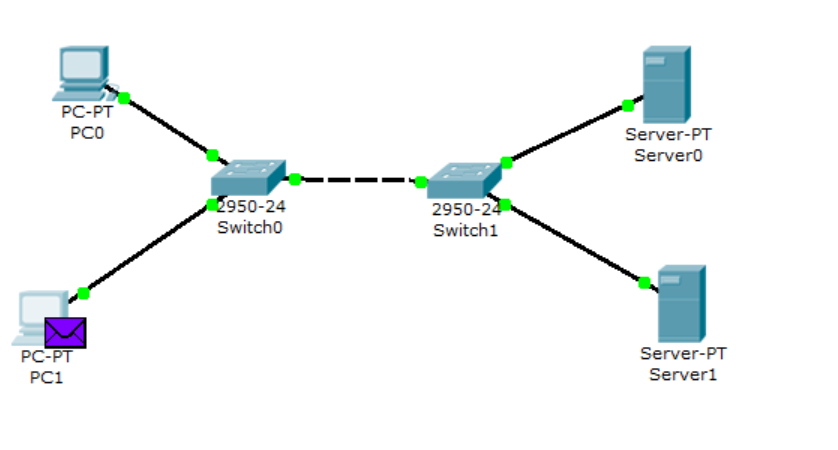 PC-PT
PC0
Server-PT
Server0
2950-24
Switch0
2950-24
Switch1
PC-PT
PC1
Server-PT
Server1